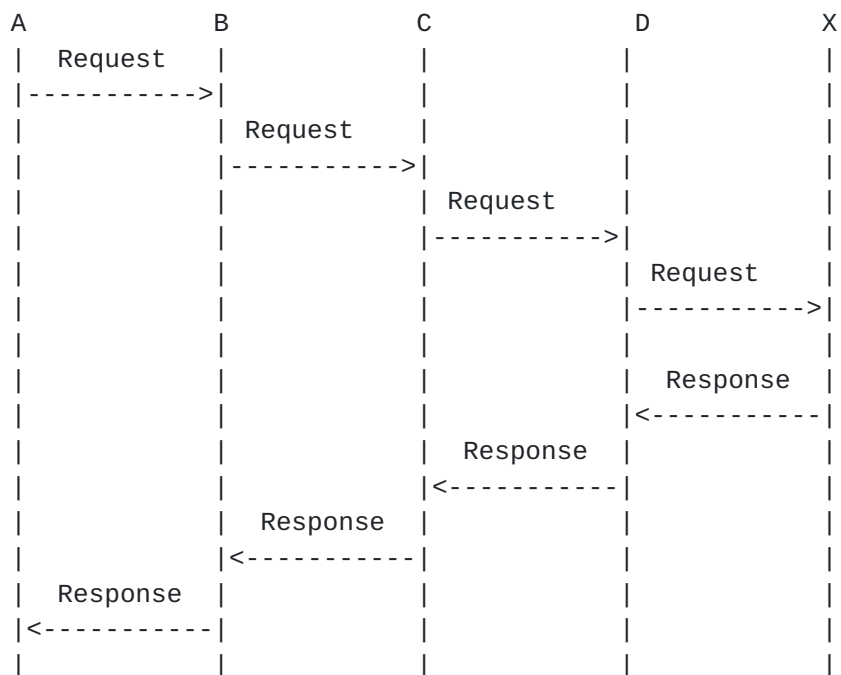 A B C D X
Request
Request
Request
Request
Response
Response
Response
Response